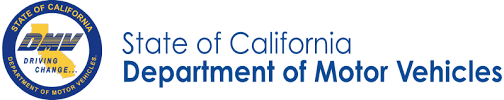 STATE OF CALIFORNIA
DMV
DRIVING
CHANGE...
DEPARTMENT OF MOTOR VEHICLES.
State of California
Department of Motor Vehicles